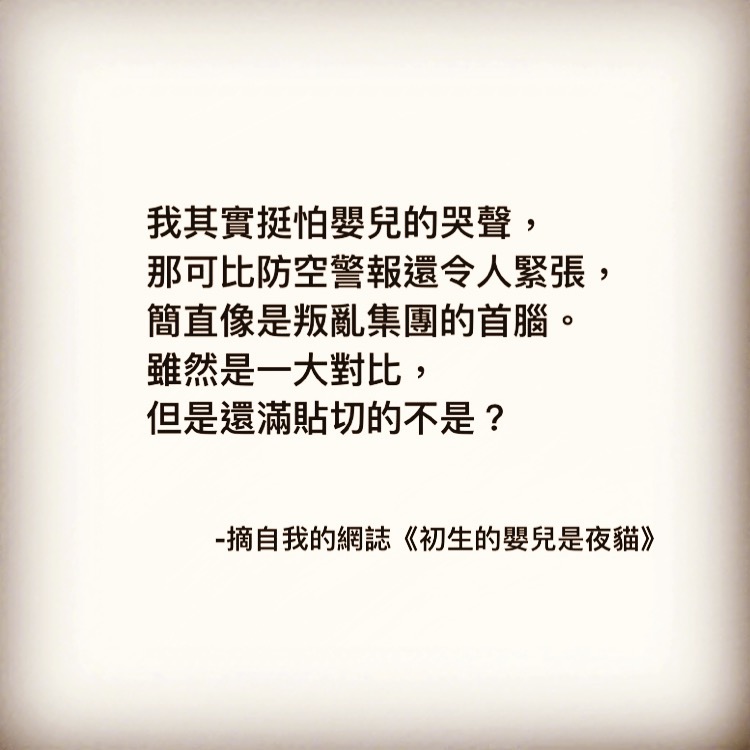 我其實挺怕嬰兒的哭聲，
那可比防空警報還令人緊張，
簡直像是叛亂集團的首腦。
雖然是一大對比，
但是還滿貼切的不是？
-摘自我的網誌《初生的嬰兒是夜貓》